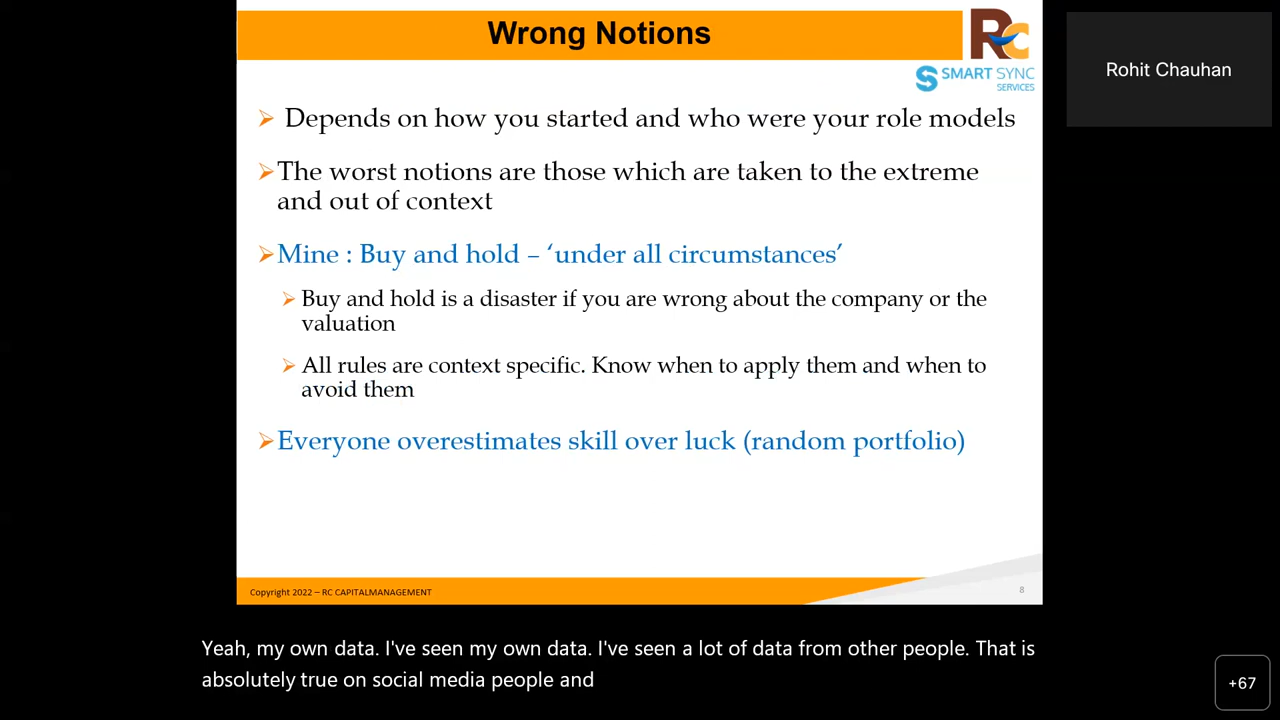 Wrong Notions
Rc
SMART SYNC
SERVICES
Rohit Chauhan
➢ Depends on how you started and who were your role models
➢ The worst notions are those which are taken to the extreme
and out of context
➢ Mine : Buy and hold – ‘under all circumstances’
➢ Buy and hold is a disaster if you are wrong about the company or the
valuation
➢ All rules are context specific. Know when to apply them and when to
avoid them
➢ Everyone overestimates skill over luck (random portfolio)
Copyright 2022 – RC CAPITALMANAGEMENT
8
Yeah, my own data. I've seen my own data. I've seen a lot of data from other people. That is
absolutely true on social media people and
+67